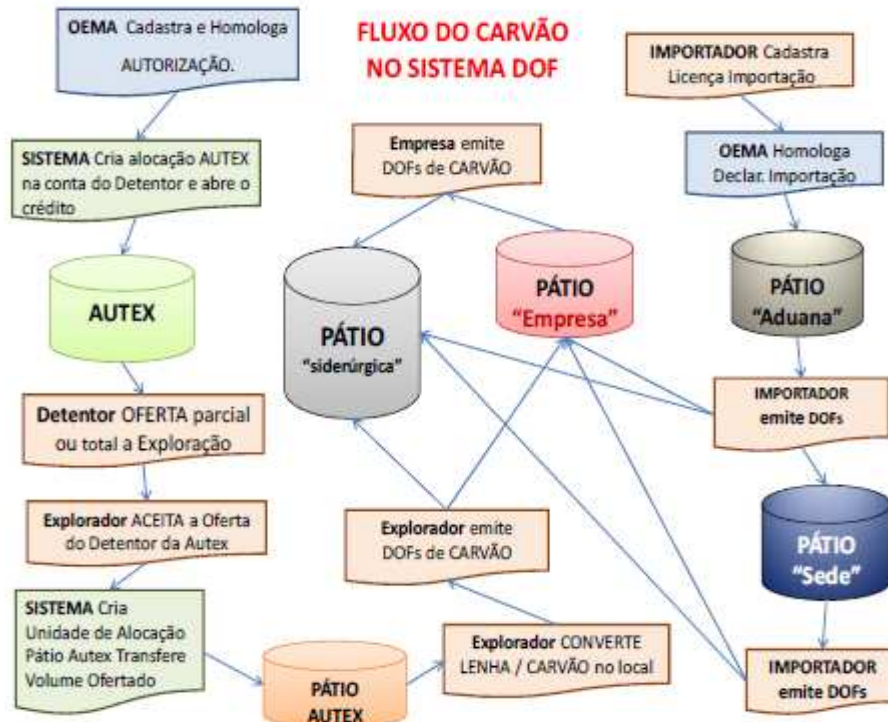 FLUXO DO CARVÃO
NO SISTEMA DOF
OEMA Cadastra e Homologa
AUTORIZAÇÃO.
SISTEMA Cria alocação AUTEX
na conta do Detentor e abre o
crédito
AUTEX
Detentor OFERTA parcial
ou total a Exploração
Explorador ACEITA a Oferta
do Detentor da Autex
SISTEMA Cria
Unidade de Alocação
Pátio Autex Transfere
Volume Ofertado
PÁTIO
AUTEX
Explorador CONVERTE
LENHA / CARVÃO no local
Explorador emite
DOFs de CARVÃO
PÁTIO
“siderúrgica”
Empresa emite
DOFs de CARVÃO
PÁTIO
“Empresa”
IMPORTADOR Cadastra
Licença Importação
OEMA Homologa
Declar. Importação
PÁTIO
“Aduana”
IMPORTADOR
emite DOFs
PÁTIO
“Sede”
IMPORTADOR
emite DOFs